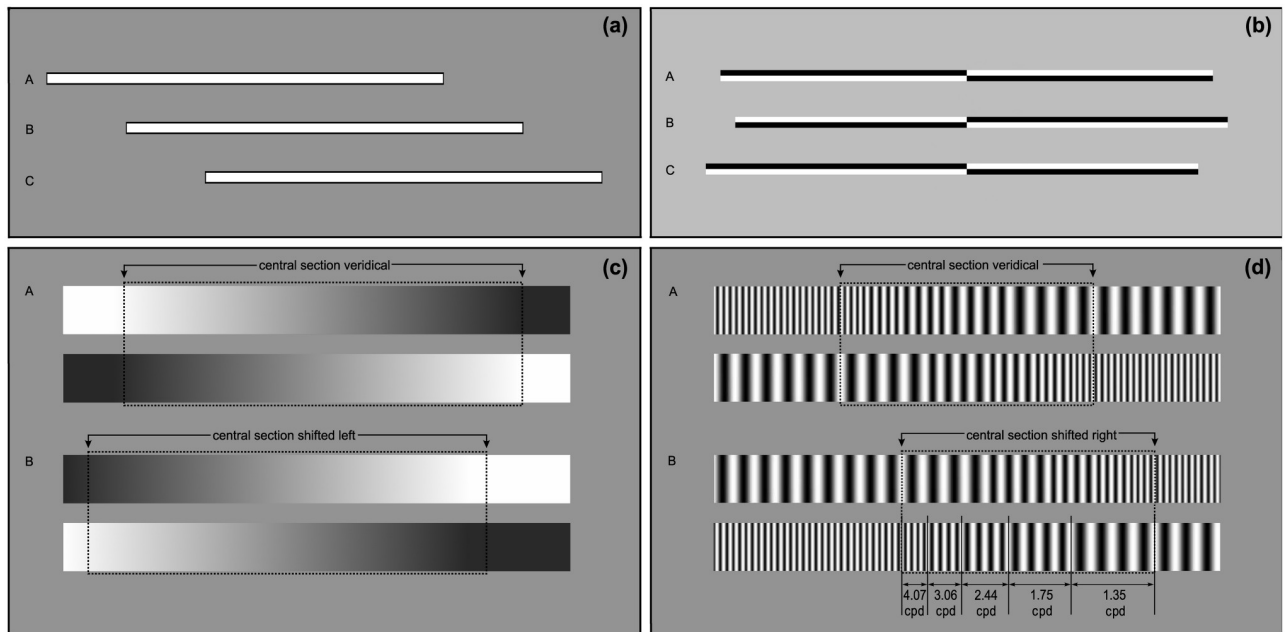 (a)
A
B
C
(b)
A
B
C
(c)
central section veridical
A
central section shifted left
B
(d)
central section veridical
A
central section shifted right
B
4.07 3.06 2.44 1.75 1.35
cpd cpd cpd cpd cpd